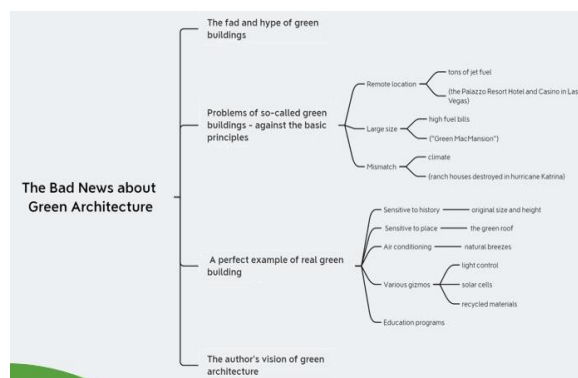 The Bad News about
Green Architecture
The fad and hype of green
buildings
Problems of so-called green
buildings - against the basic
principles
Remote location
tons of jet fuel
(the Palazzo Resort Hotel and Casino in Las
Vegas)
Large size
high fuel bills
("Green MacMansion")
Mismatch
climate
(ranch houses destroyed in hurricane Katrina)
A perfect example of real green
building
Sensitive to history
original size and height
Sensitive to place
the green roof
Air conditioning
natural breezes
Various gizmos
light control
solar cells
recycled materials
Education programs
The author's vision of green
architecture